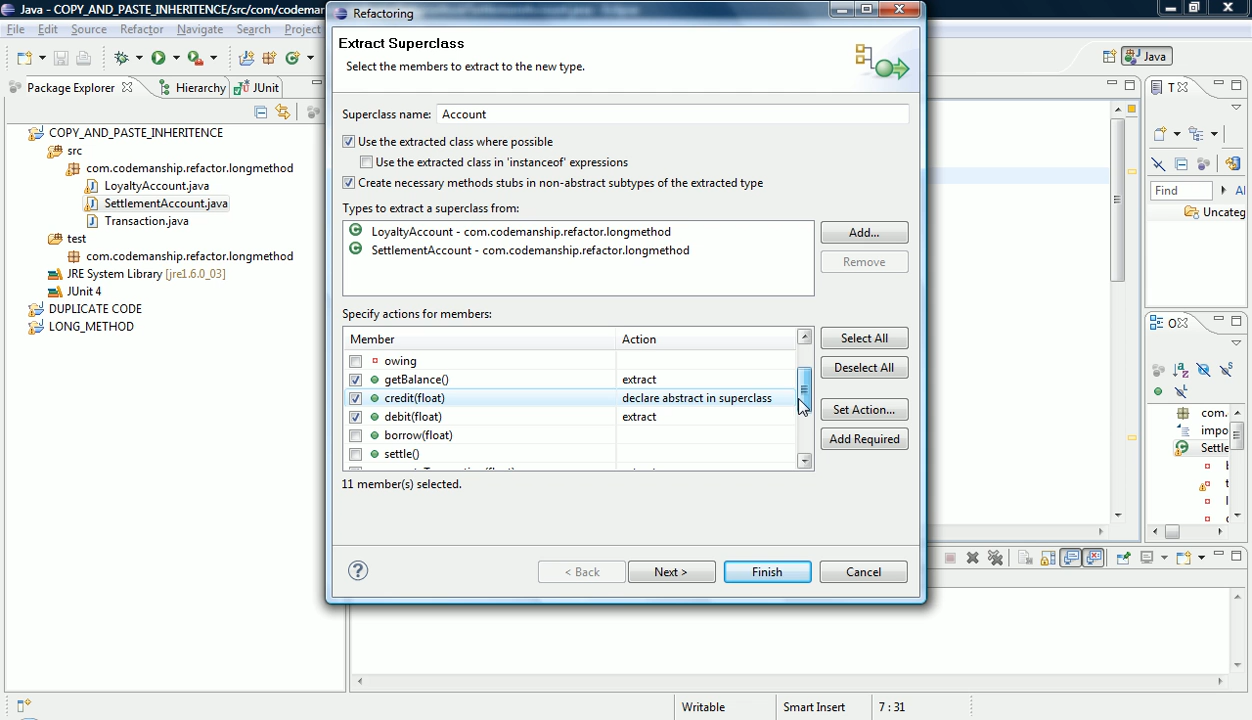 Java - COPY_AND_PASTE_INHERITENCE/src/com/codemar
Refactoring
File Edit Source Refactor Navigate Search Project
Extract Superclass
Select the members to extract to the new type.
Java
Package Explorer Hierarchy JUnit
Superclass name: Account
COPY_AND_PASTE_INHERITENCE
Use the extracted class where possible
src
Use the extracted class in 'instanceof' expressions
com.codemanship.refactor.longmethod
Create necessary methods stubs in non-abstract subtypes of the extracted type
LoyaltyAccount.java
Find Al
SettlementAccount.java
Types to extract a superclass from:
Uncateg
Transaction.java
LoyaltyAccount - com.codemanship.refactor.longmethod Add...
test
SettlementAccount - com.codemanship.refactor.longmethod
com.codemanship.refactor.longmethod
Remove
JRE System Library [jre1.6.0_03]
JUnit 4
DUPLICATE CODE
Specify actions for members:
LONG_METHOD
Member Action Select All
owing
Deselect All
getBalance() extract
credit(float) declare abstract in superclass
Set Action...
debit(float) extract
com.
borrow(float)
Add Required
impo
settle()
Settle
11 member(s) selected.
< Back Next > Finish Cancel
Writable Smart Insert 7 : 31